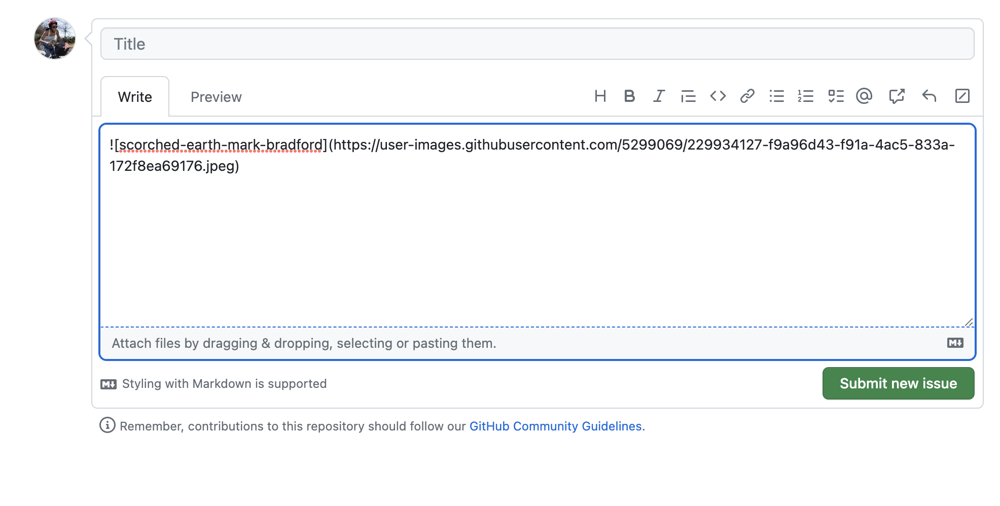 Title
Write Preview
![scorched-earth-mark-bradford](https://user-images.githubusercontent.com/5299069/229934127-f9a96d43-f91a-4ac5-833a-
172f8ea69176.jpeg)
Attach files by dragging & dropping, selecting or pasting them.
Styling with Markdown is supported
Submit new issue
Remember, contributions to this repository should follow our GitHub Community Guidelines.